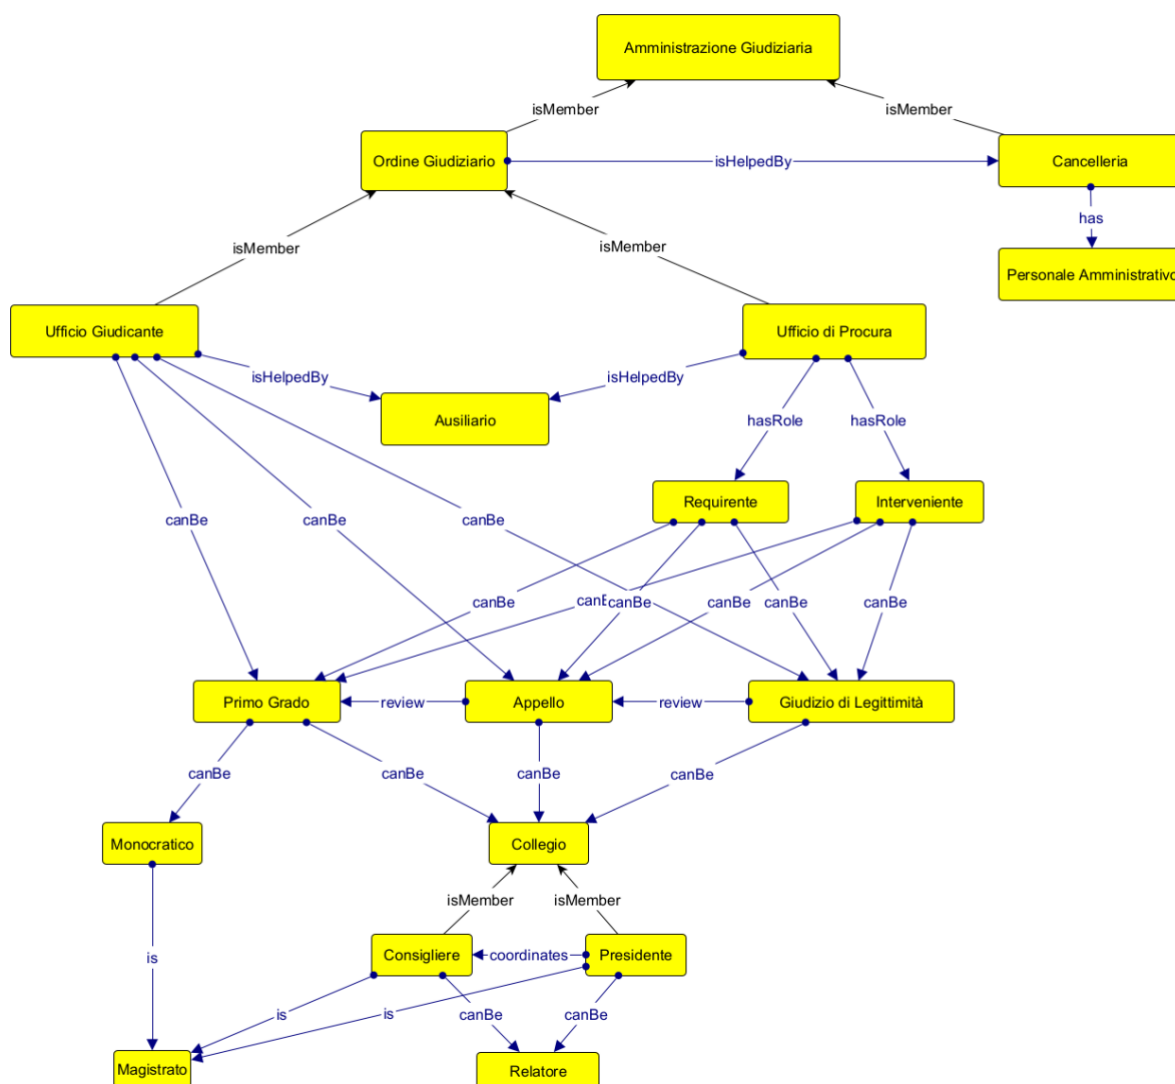 Amministrazione Giudiziaria
isMember
isMember
Ordine Giudiziario
isHelpedBy
Cancelleria
has
isMember
isMember
Personale Amministrativo
Ufficio Giudicante
Ufficio di Procura
isHelpedBy
isHelpedBy
Ausiliario
hasRole
hasRole
Requirente
Interveniente
canBe
canBe
canBe
canBe
canBe
canBe
canBe
canBe
Primo Grado
review
Appello
review
Giudizio di Legittimità
canBe
canBe
canBe
canBe
Monocratico
Collegio
isMember
isMember
Consigliere
coordinates
Presidente
is
is
is
canBe
canBe
Magistrato
Relatore